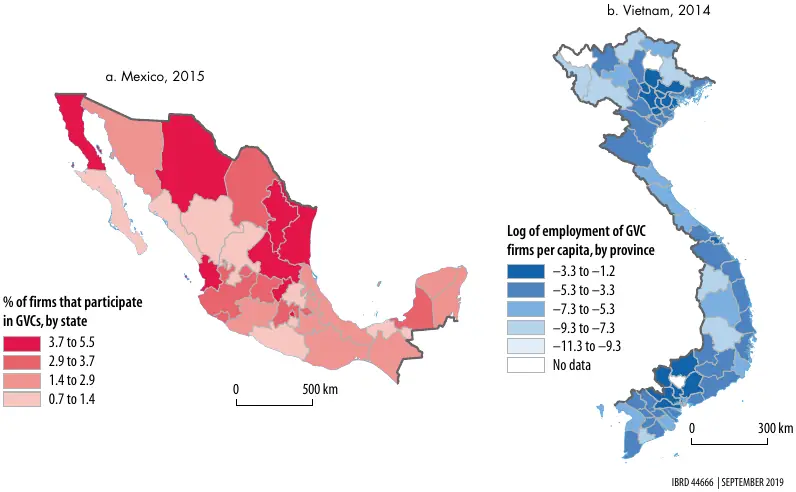 b. Vietnam, 2014
a. Mexico, 2015
% of firms that participate
in GVCs, by state
3.7 to 5.5
2.9 to 3.7
1.4 to 2.9
0.7 to 1.4
0 500 km
Log of employment of GVC
firms per capita, by province
–3.3 to –1.2
–5.3 to –3.3
–7.3 to –5.3
–9.3 to –7.3
–11.3 to –9.3
No data
0 300 km
IBRD 44666 | SEPTEMBER 2019